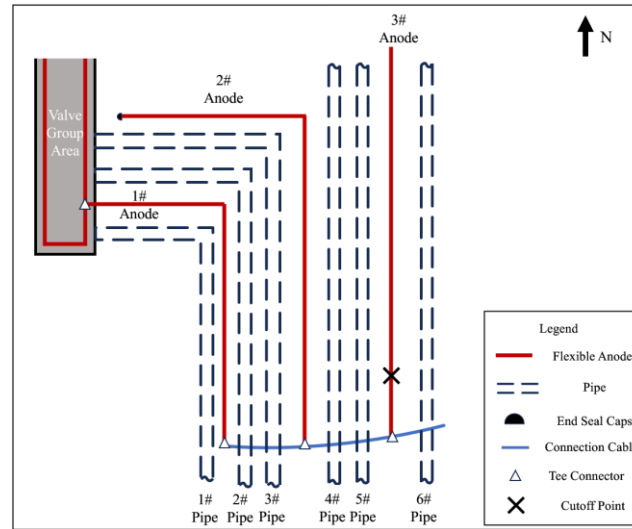 3#
Anode
N
2#
Anode
Valve
Group
Area
1#
Anode
Legend
Flexible Anode
Pipe
End Seal Caps
Connection Cabl
Tee Connector
Cutoff Point
1#
Pipe
2#
Pipe
3#
Pipe
4#
Pipe
5#
Pipe
6#
Pipe